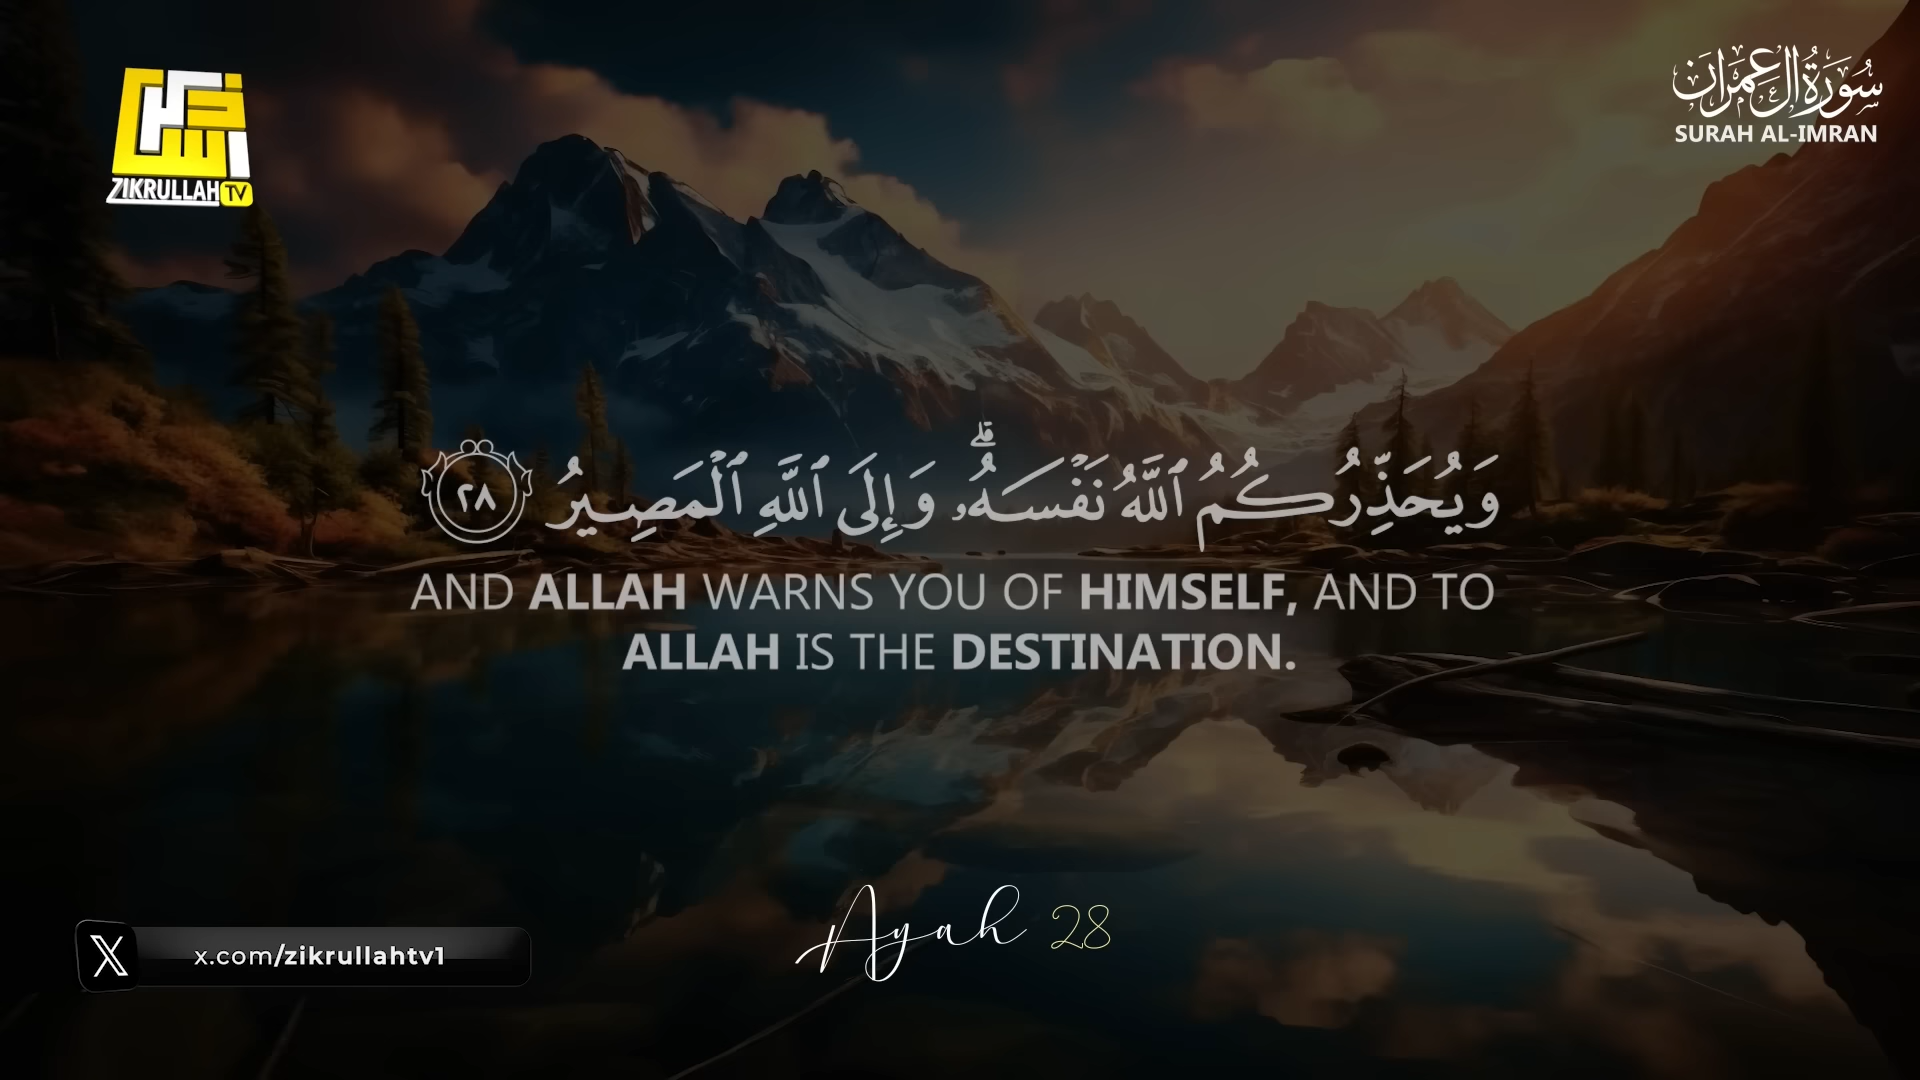 ZIKRULLAH TV
سُورَةُ آلِ عِمْرَان
SURAH AL-IMRAN
وَيُحَذِّرُكُمُ ٱللَّهُ نَفْسَهُۥۗ وَإِلَى ٱللَّهِ ٱلْمَصِيرُ ٢٨
AND ALLAH WARNS YOU OF HIMSELF, AND TO
ALLAH IS THE DESTINATION.
Ayah 28
x.com/zikrullahtv1